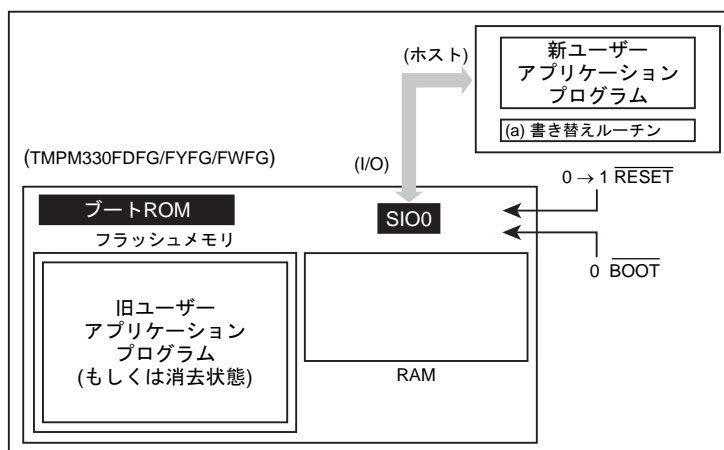 (ホスト)
新ユーザー
アプリケーション
プログラム
(a) 書き替えルーチン
(TMPM330FDFG/FYFG/FWFG)
(I/O)
0 → 1 RESET
ブートROM
SIO0
フラッシュメモリ
0 BOOT
旧ユーザー
アプリケーション
プログラム
(もしくは消去状態)
RAM